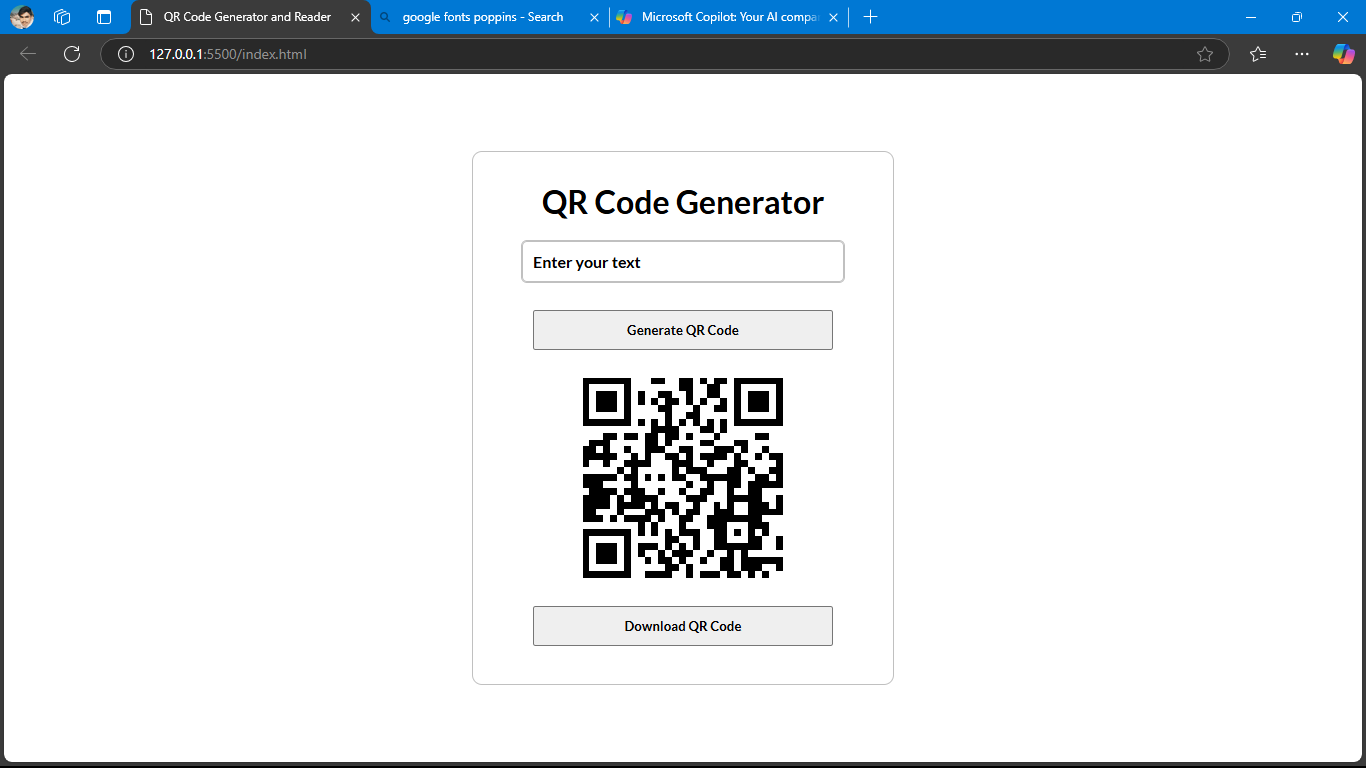 QR Code Generator and Reader
google fonts poppins - Search
Microsoft Copilot: Your AI compa
127.0.0.1:5500/index.html
QR Code Generator
Enter your text
Generate QR Code
Download QR Code